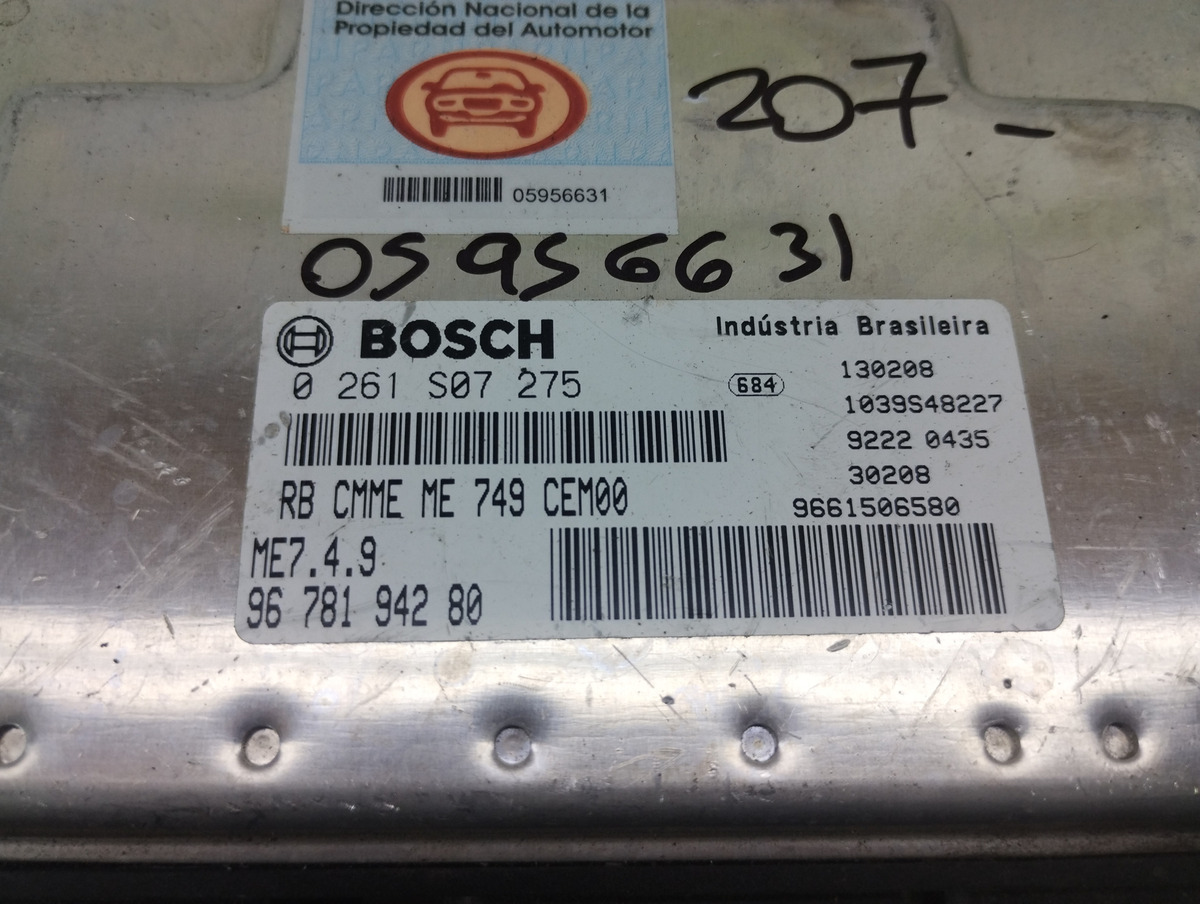 Dirección Nacional de la
Propiedad del Automotor
207-
05956631
05956631
BOSCH
Indústria Brasileira
0 261 S07 275
684
130208
1039S48227
9222 0435
30208
RB CMME ME 749 CEM00
9661506580
ME7.4.9
96 781 942 80